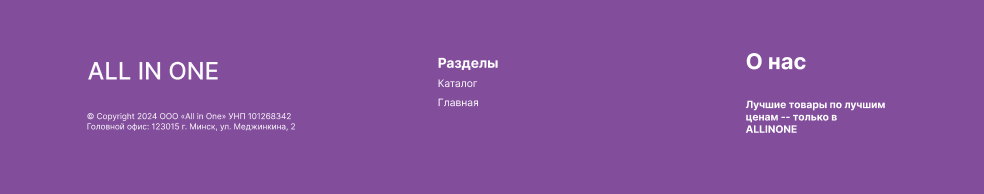 ALL IN ONE
© Copyright 2024 ООО «All in One» УНП 101268342
Головной офис: 123015 г. Минск, ул. Меджинкина, 2
Разделы
Каталог
Главная
О нас
Лучшие товары по лучшим
ценам -- только в
ALLINONE